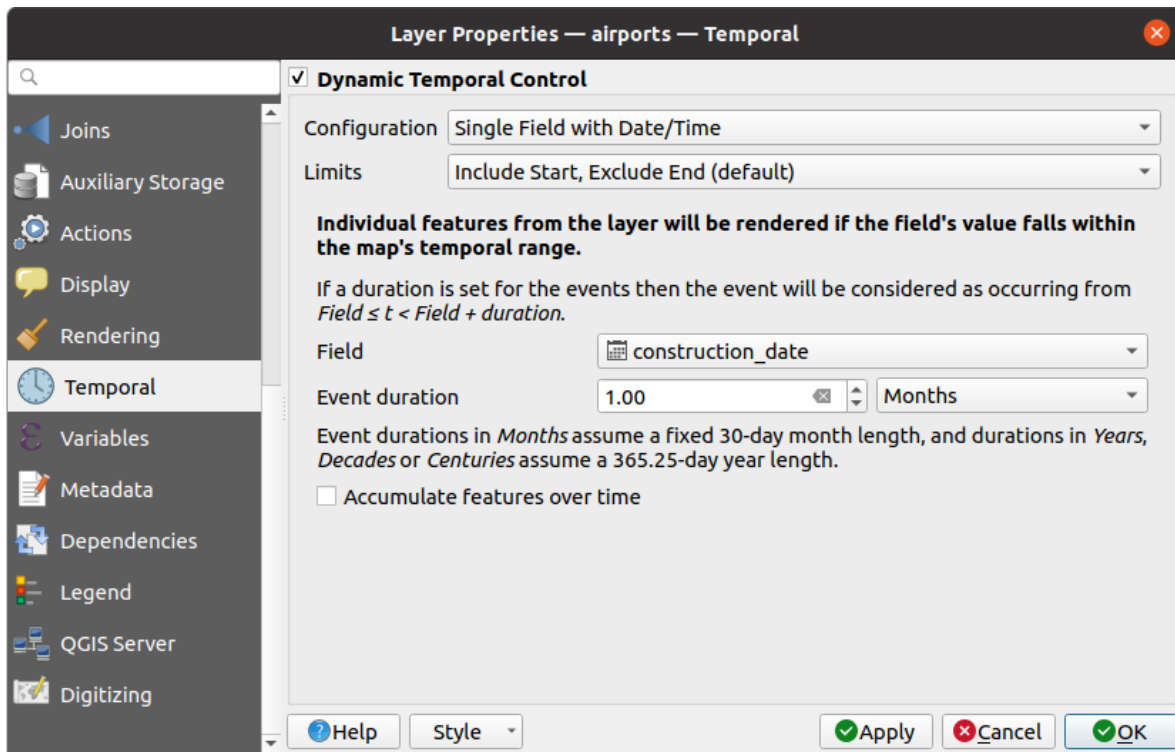 Layer Properties — airports — Temporal
Joins
Auxiliary Storage
Actions
Display
Rendering
Temporal
Variables
Metadata
Dependencies
Legend
QGIS Server
Digitizing
Dynamic Temporal Control
Configuration Single Field with Date/Time
Limits Include Start, Exclude End (default)
Individual features from the layer will be rendered if the field's value falls within
the map's temporal range.
If a duration is set for the events then the event will be considered as occurring from
Field ≤ t < Field + duration.
Field construction_date
Event duration 1.00 Months
Event durations in Months assume a fixed 30-day month length, and durations in Years,
Decades or Centuries assume a 365.25-day year length.
Accumulate features over time
Help Style Apply Cancel OK